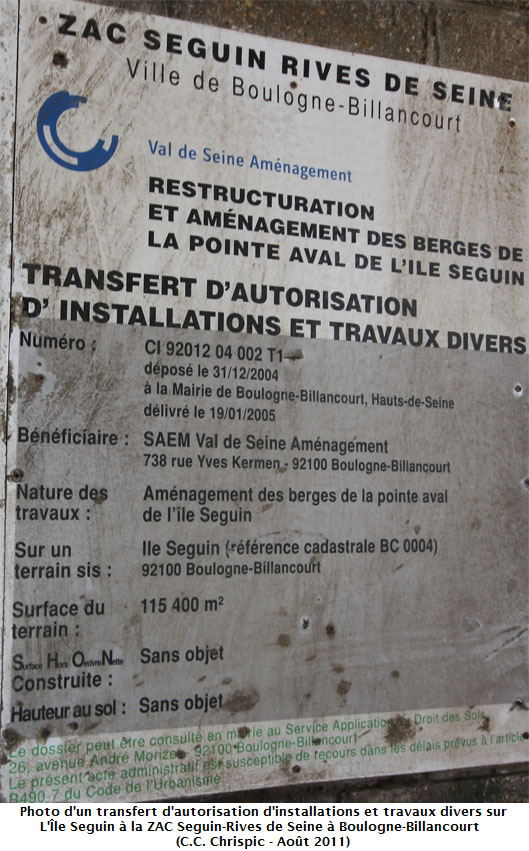 ZAC SEGUIN RIVES DE SEINE
Ville de Boulogne-Billancourt
Val de Seine Aménagement
RESTRUCTURATION
ET AMÉNAGEMENT DES BERGES DE
LA POINTE AVAL DE L'ILE SEGUIN
TRANSFERT D'AUTORISATION
D' INSTALLATIONS ET TRAVAUX DIVERS
Numéro : CI 92012 04 002 T1
déposé le 31/12/2004
à la Mairie de Boulogne-Billancourt, Hauts-de-Seine
délivré le 19/01/2005
Bénéficiaire : SAEM Val de Seine Aménagement
738 rue Yves Kermen - 92100 Boulogne-Billancourt
Nature des travaux : Aménagement des berges de la pointe aval
de l'île Seguin
Sur un terrain sis : Ile Seguin (référence cadastrale BC 0004)
92100 Boulogne-Billancourt
Surface du terrain : 115 400 m²
Surface Hors Oeuvre Nette Construite : Sans objet
Hauteur au sol : Sans objet
Le dossier peut être consulté en mairie au Service Application Droit des Sols
26, avenue André Morizet 92100 Boulogne-Billancourt
Le présent acte administratif est susceptible de recours dans les délais prévus à l'article
R490-7 du Code de l'Urbanisme
Photo d'un transfert d'autorisation d'installations et travaux divers sur
L'Île Seguin à la ZAC Seguin-Rives de Seine à Boulogne-Billancourt
(C.C. Chrispic - Août 2011)